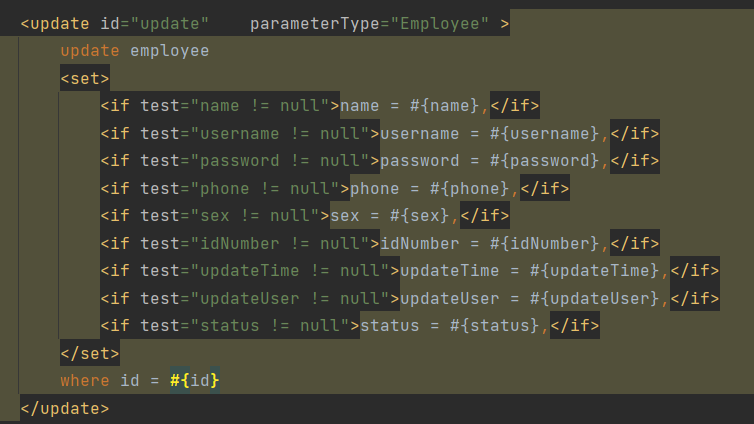 <update id="update"    parameterType="Employee" >
update employee
<set>
<if test="name != null">name = #{name},</if>
<if test="username != null">username = #{username},</if>
<if test="password != null">password = #{password},</if>
<if test="phone != null">phone = #{phone},</if>
<if test="sex != null">sex = #{sex},</if>
<if test="idNumber != null">idNumber = #{idNumber},</if>
<if test="updateTime != null">updateTime = #{updateTime},</if>
<if test="updateUser != null">updateUser = #{updateUser},</if>
<if test="status != null">status = #{status},</if>
</set>
where id = #{id}
</update>